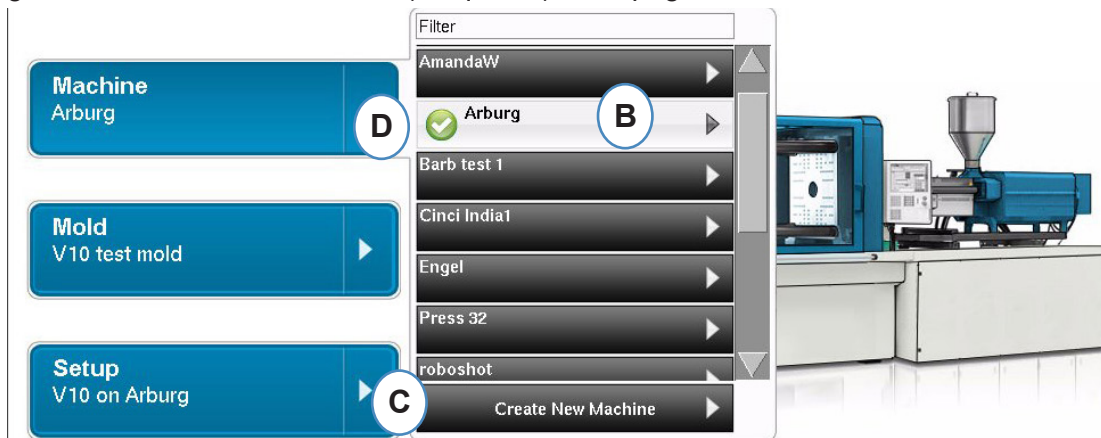 Machine
Arburg
D
Mold
V10 test mold
Setup
V10 on Arburg
C
Filter
AmandaW
Arburg
B
Barb test 1
Cinci India1
Engel
Press 32
roboshot
Create New Machine